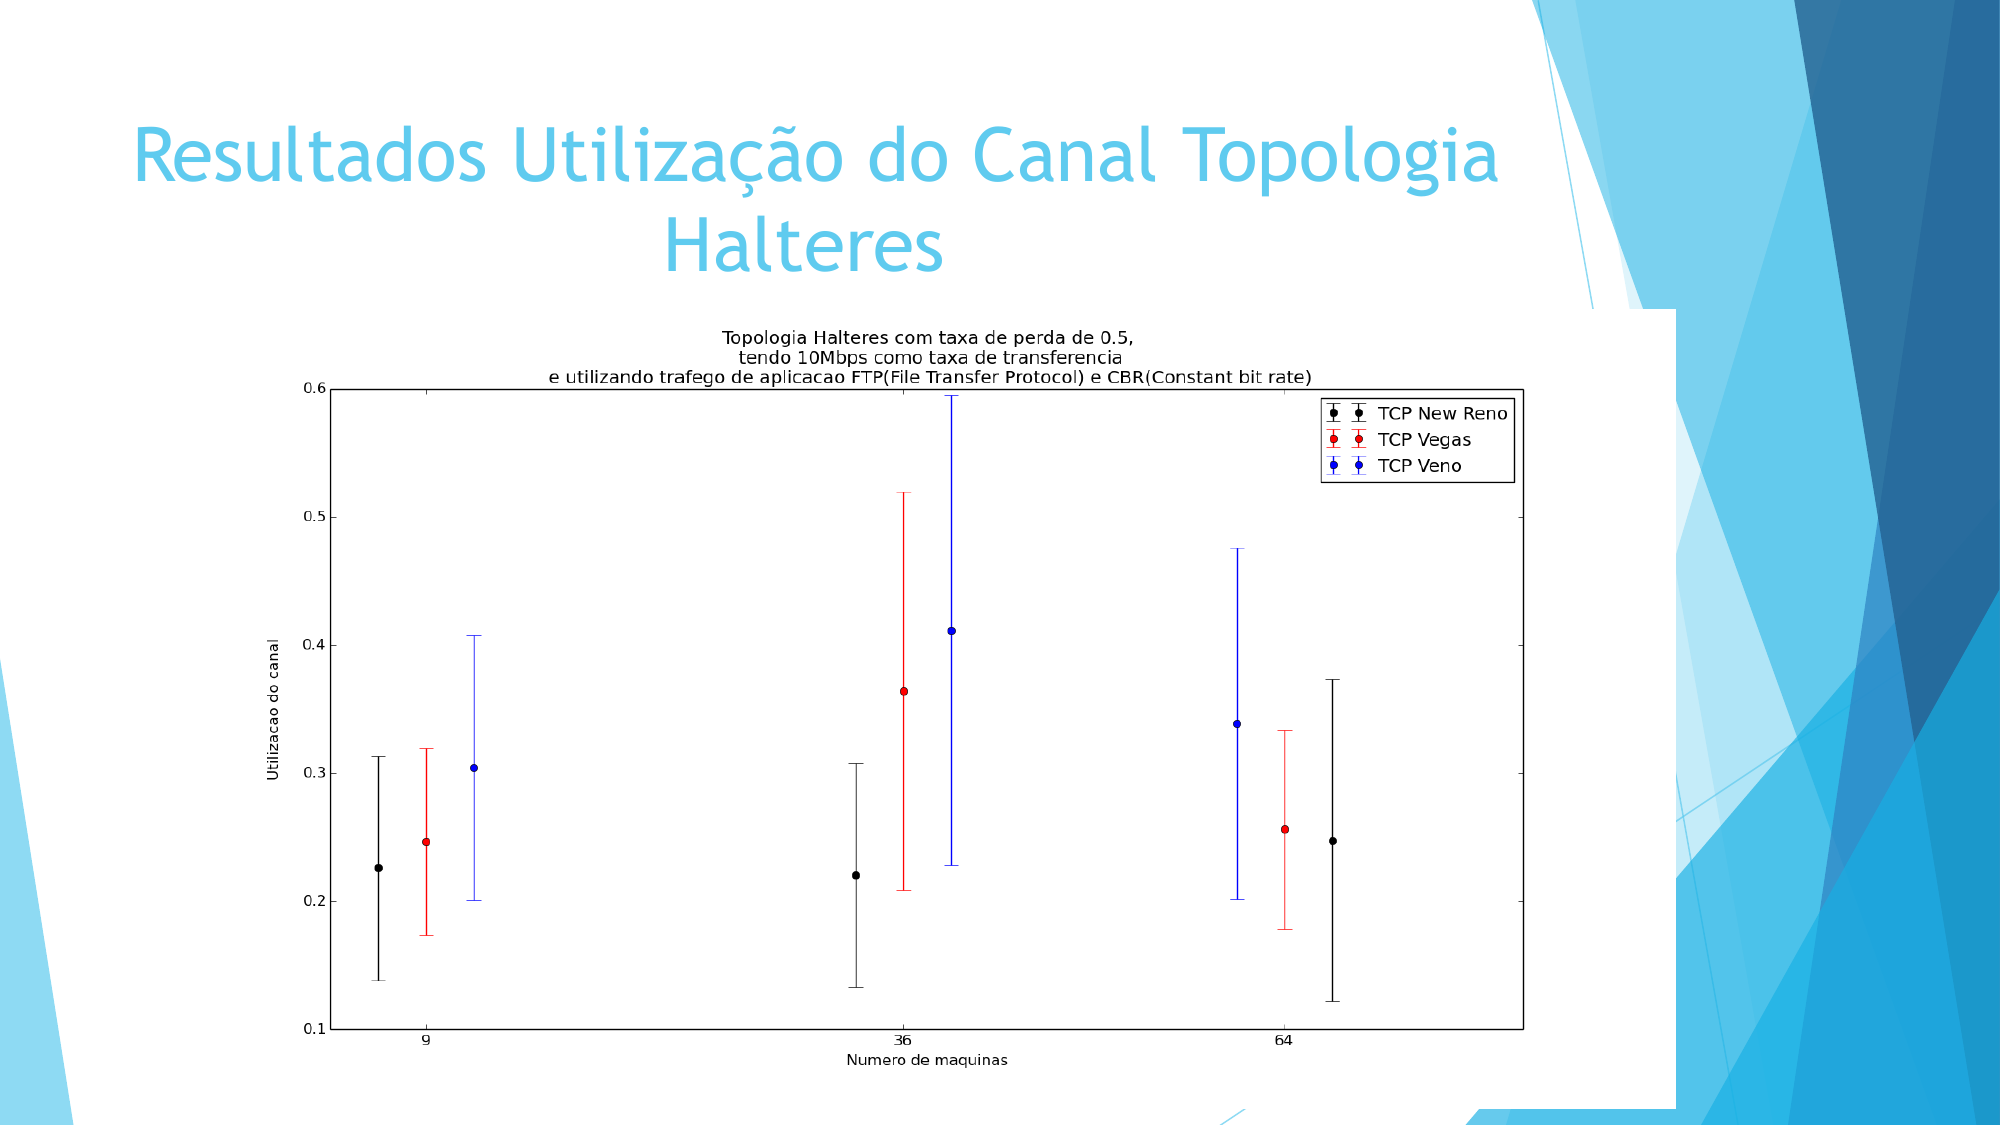 Resultados Utilização do Canal Topologia
Halteres
Topologia Halteres com taxa de perda de 0.5,
tendo 10Mbps como taxa de transferencia
e utilizando trafego de aplicacao FTP(File Transfer Protocol) e CBR(Constant bit rate)
0.6
TCP New Reno
TCP Vegas
TCP Veno
0.5
0.4
Utilizacao do canal
0.3
0.2
0.1
9 36 64
Numero de maquinas